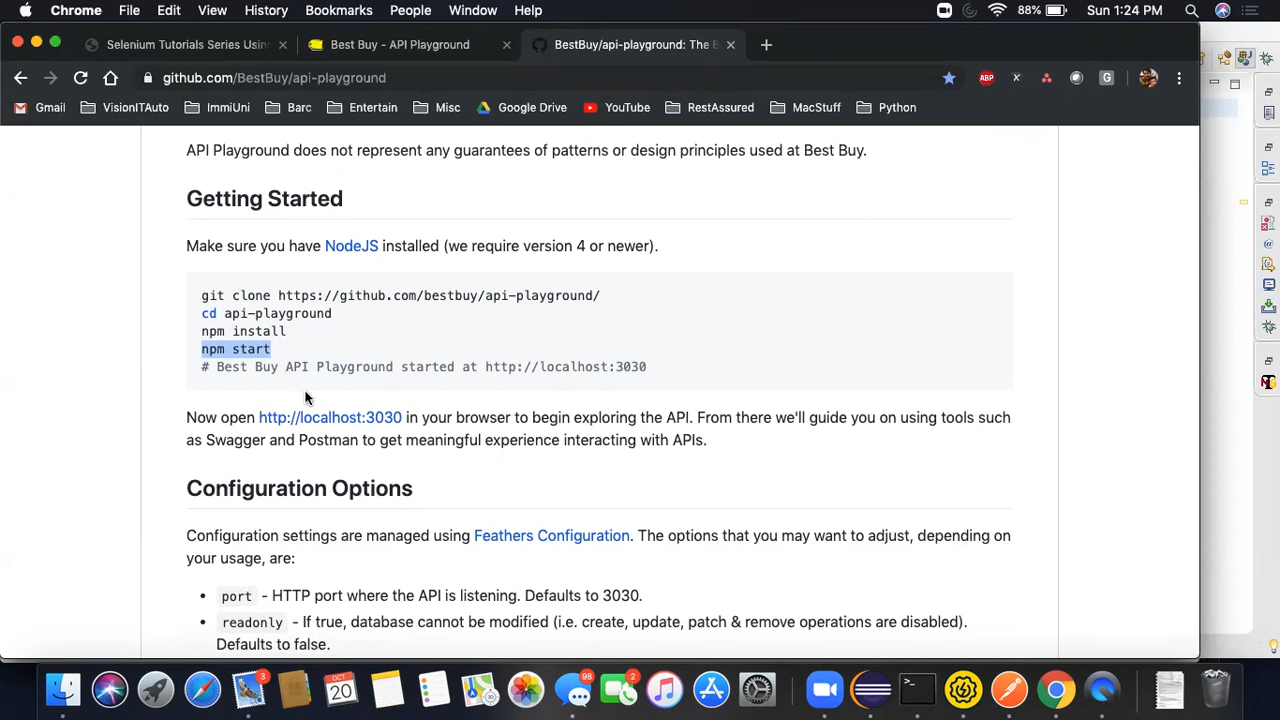 Chrome File Edit View History Bookmarks People Window Help 88% Sun 1:24 PM
Selenium Tutorials Series Usin Best Buy - API Playground BestBuy/api-playground: The B
github.com/BestBuy/api-playground ABP G
Gmail VisionITAuto ImmiUni Barc Entertain Misc Google Drive YouTube RestAssured MacStuff Python
API Playground does not represent any guarantees of patterns or design principles used at Best Buy.
Getting Started
Make sure you have NodeJS installed (we require version 4 or newer).
git clone https://github.com/bestbuy/api-playground/
cd api-playground
npm install
npm start
# Best Buy API Playground started at http://localhost:3030
Now open http://localhost:3030 in your browser to begin exploring the API. From there we'll guide you on using tools such
as Swagger and Postman to get meaningful experience interacting with APIs.
Configuration Options
Configuration settings are managed using Feathers Configuration. The options that you may want to adjust, depending on
your usage, are:
• port - HTTP port where the API is listening. Defaults to 3030.
• readonly - If true, database cannot be modified (i.e. create, update, patch & remove operations are disabled).
Defaults to false.
3 OCT 20 98 2